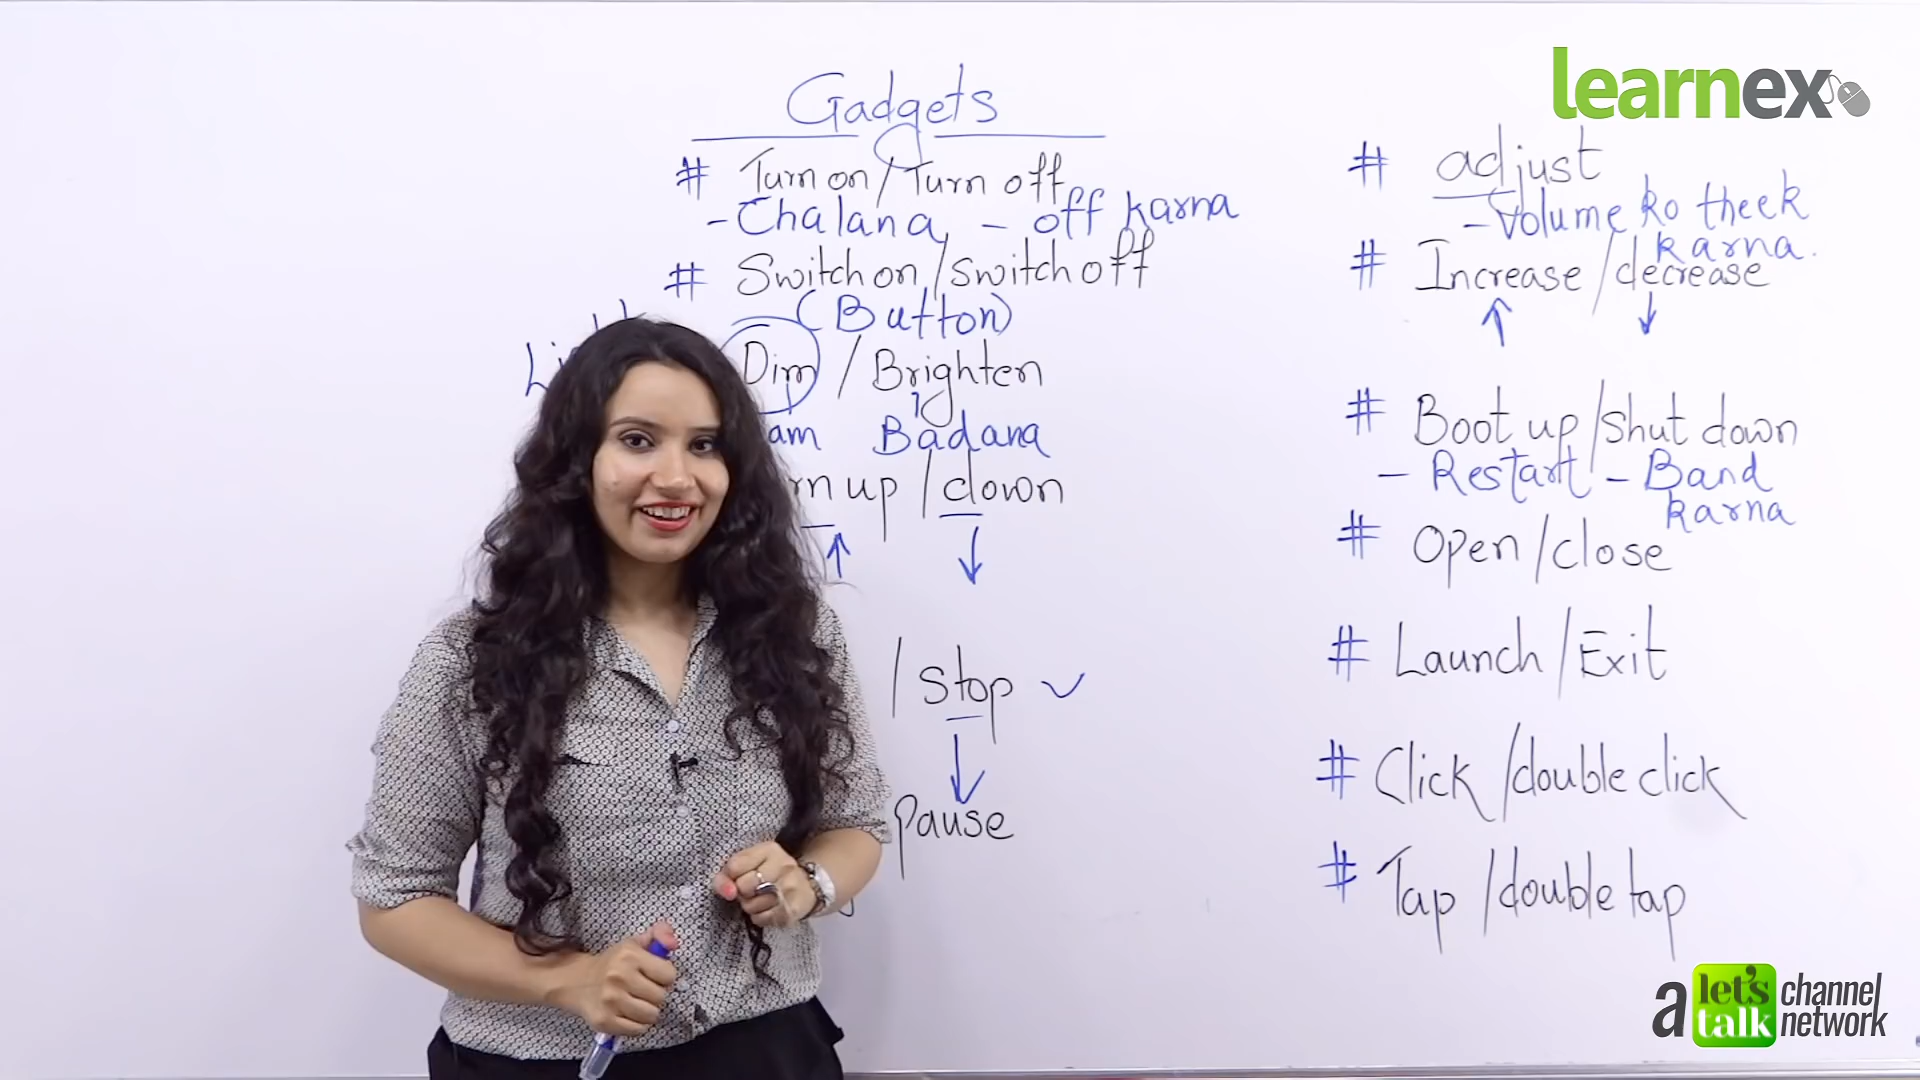 Gadgets
# Turn on / Turn off
- Chalana - off karna
# Switch on / switch off
(Button)
Dim / Brighten
Badana
up / down
/ stop
Pause
learnex
# adjust
- Volume ko theek
karna.
# Increase / decrease
# Boot up / Shut down
- Restart - Band
karna
# Open / close
# Launch / Exit
# Click / double click
# Tap / double tap
a let's talk channel network